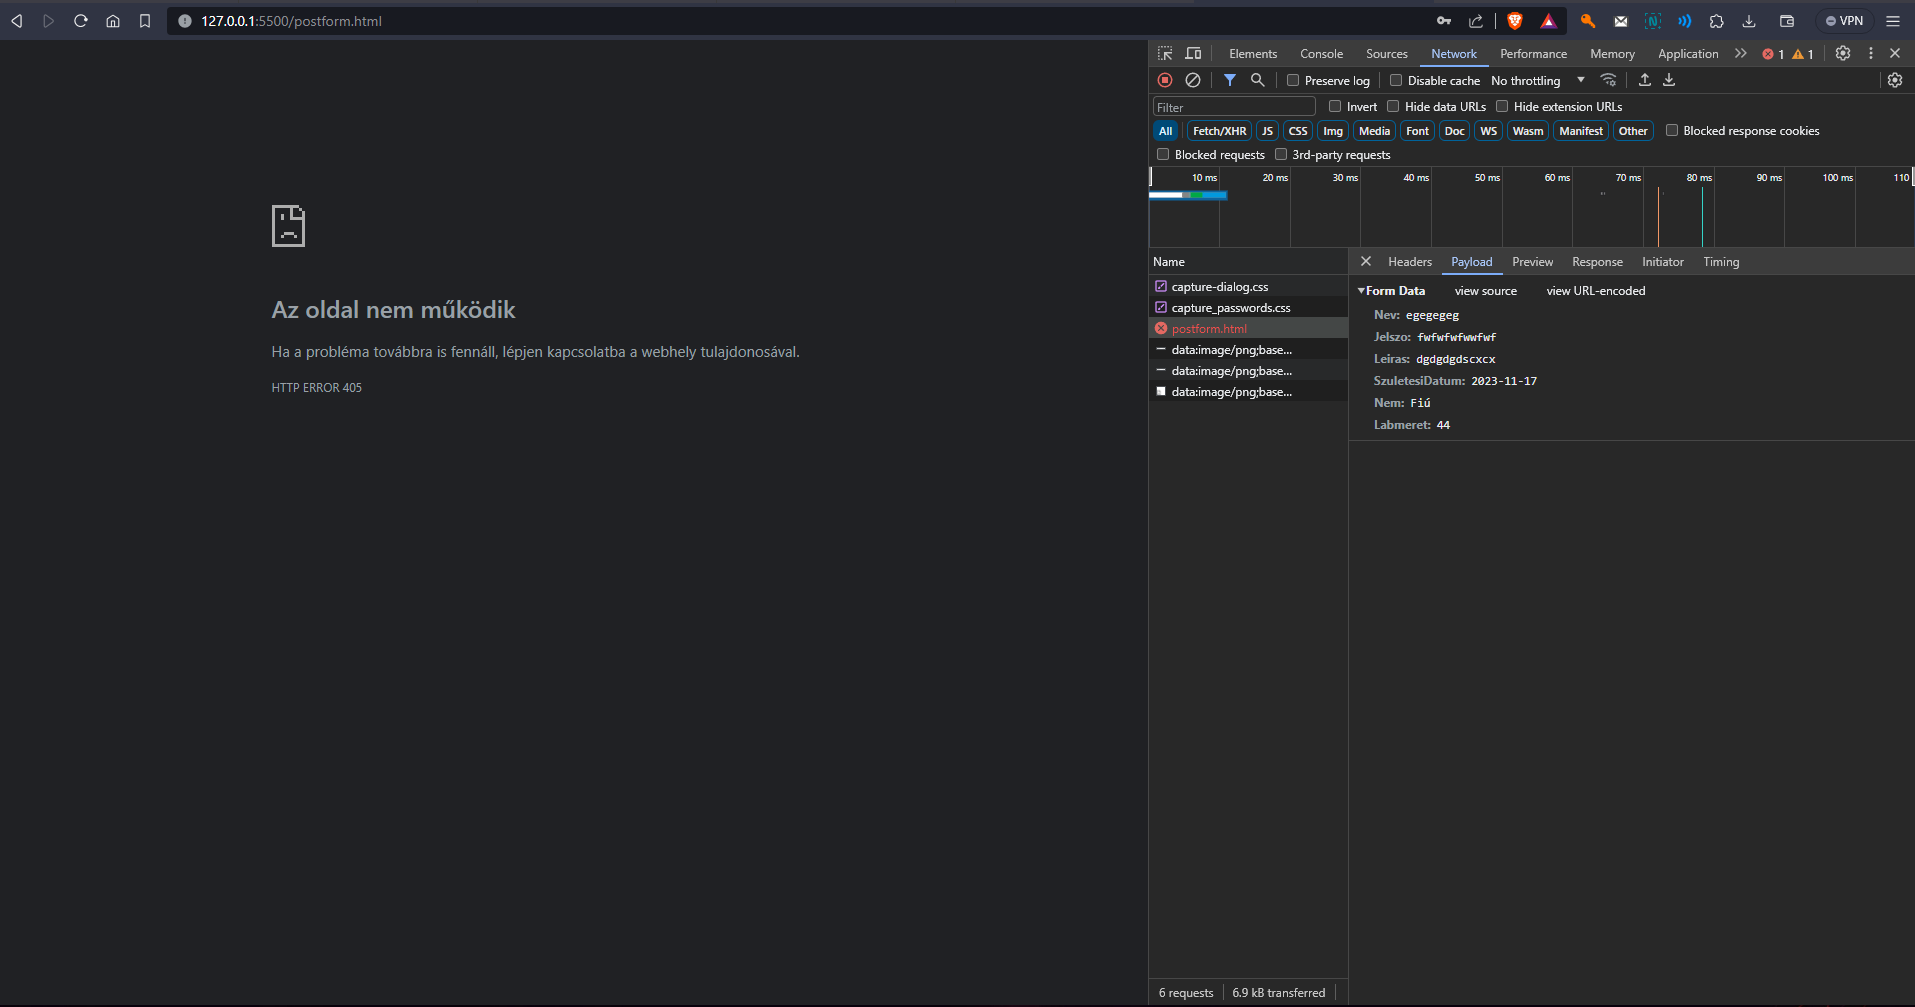 127.0.0.1:5500/postform.html
VPN
Elements Console Sources Network Performance Memory Application 1 1
Preserve log Disable cache No throttling
Filter Invert Hide data URLs Hide extension URLs
All Fetch/XHR JS CSS Img Media Font Doc WS Wasm Manifest Other Blocked response cookies
Blocked requests 3rd-party requests
10 ms 20 ms 30 ms 40 ms 50 ms 60 ms 70 ms 80 ms 90 ms 100 ms 110
Name
Headers Payload Preview Response Initiator Timing
capture-dialog.css
capture_passwords.css
postform.html
data:image/png;base...
data:image/png;base...
data:image/png;base...
Form Data view source view URL-encoded
Nev: egegegeg
Jelszo: fwfwfwfwwfwf
Leiras: dgdgdgdscxcx
SzuletesiDatum: 2023-11-17
Nem: Fiú
Labmeret: 44
Az oldal nem működik
Ha a probléma továbbra is fennáll, lépjen kapcsolatba a webhely tulajdonosával.
HTTP ERROR 405
6 requests 6.9 kB transferred